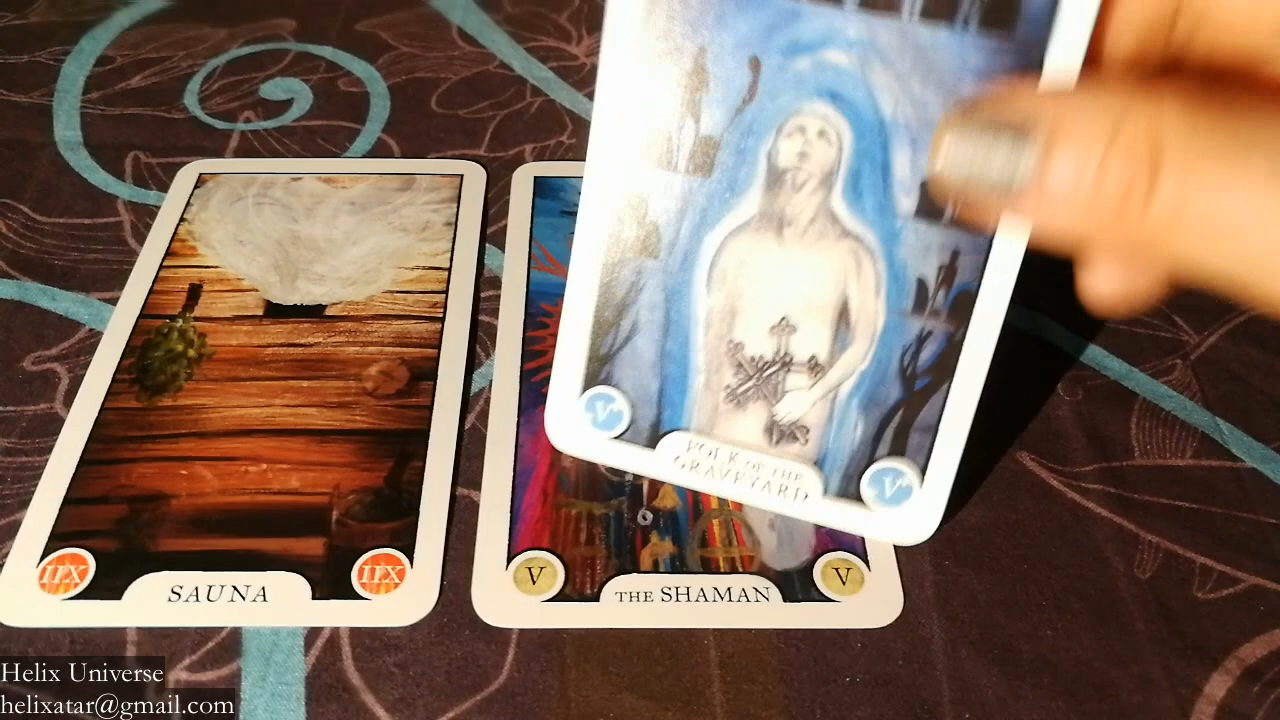 V
V
FOLK OF THE
GRAVEYARD
IIX
IIX
SAUNA
V
V
THE SHAMAN
Helix Universe
helixatar@gmail.com